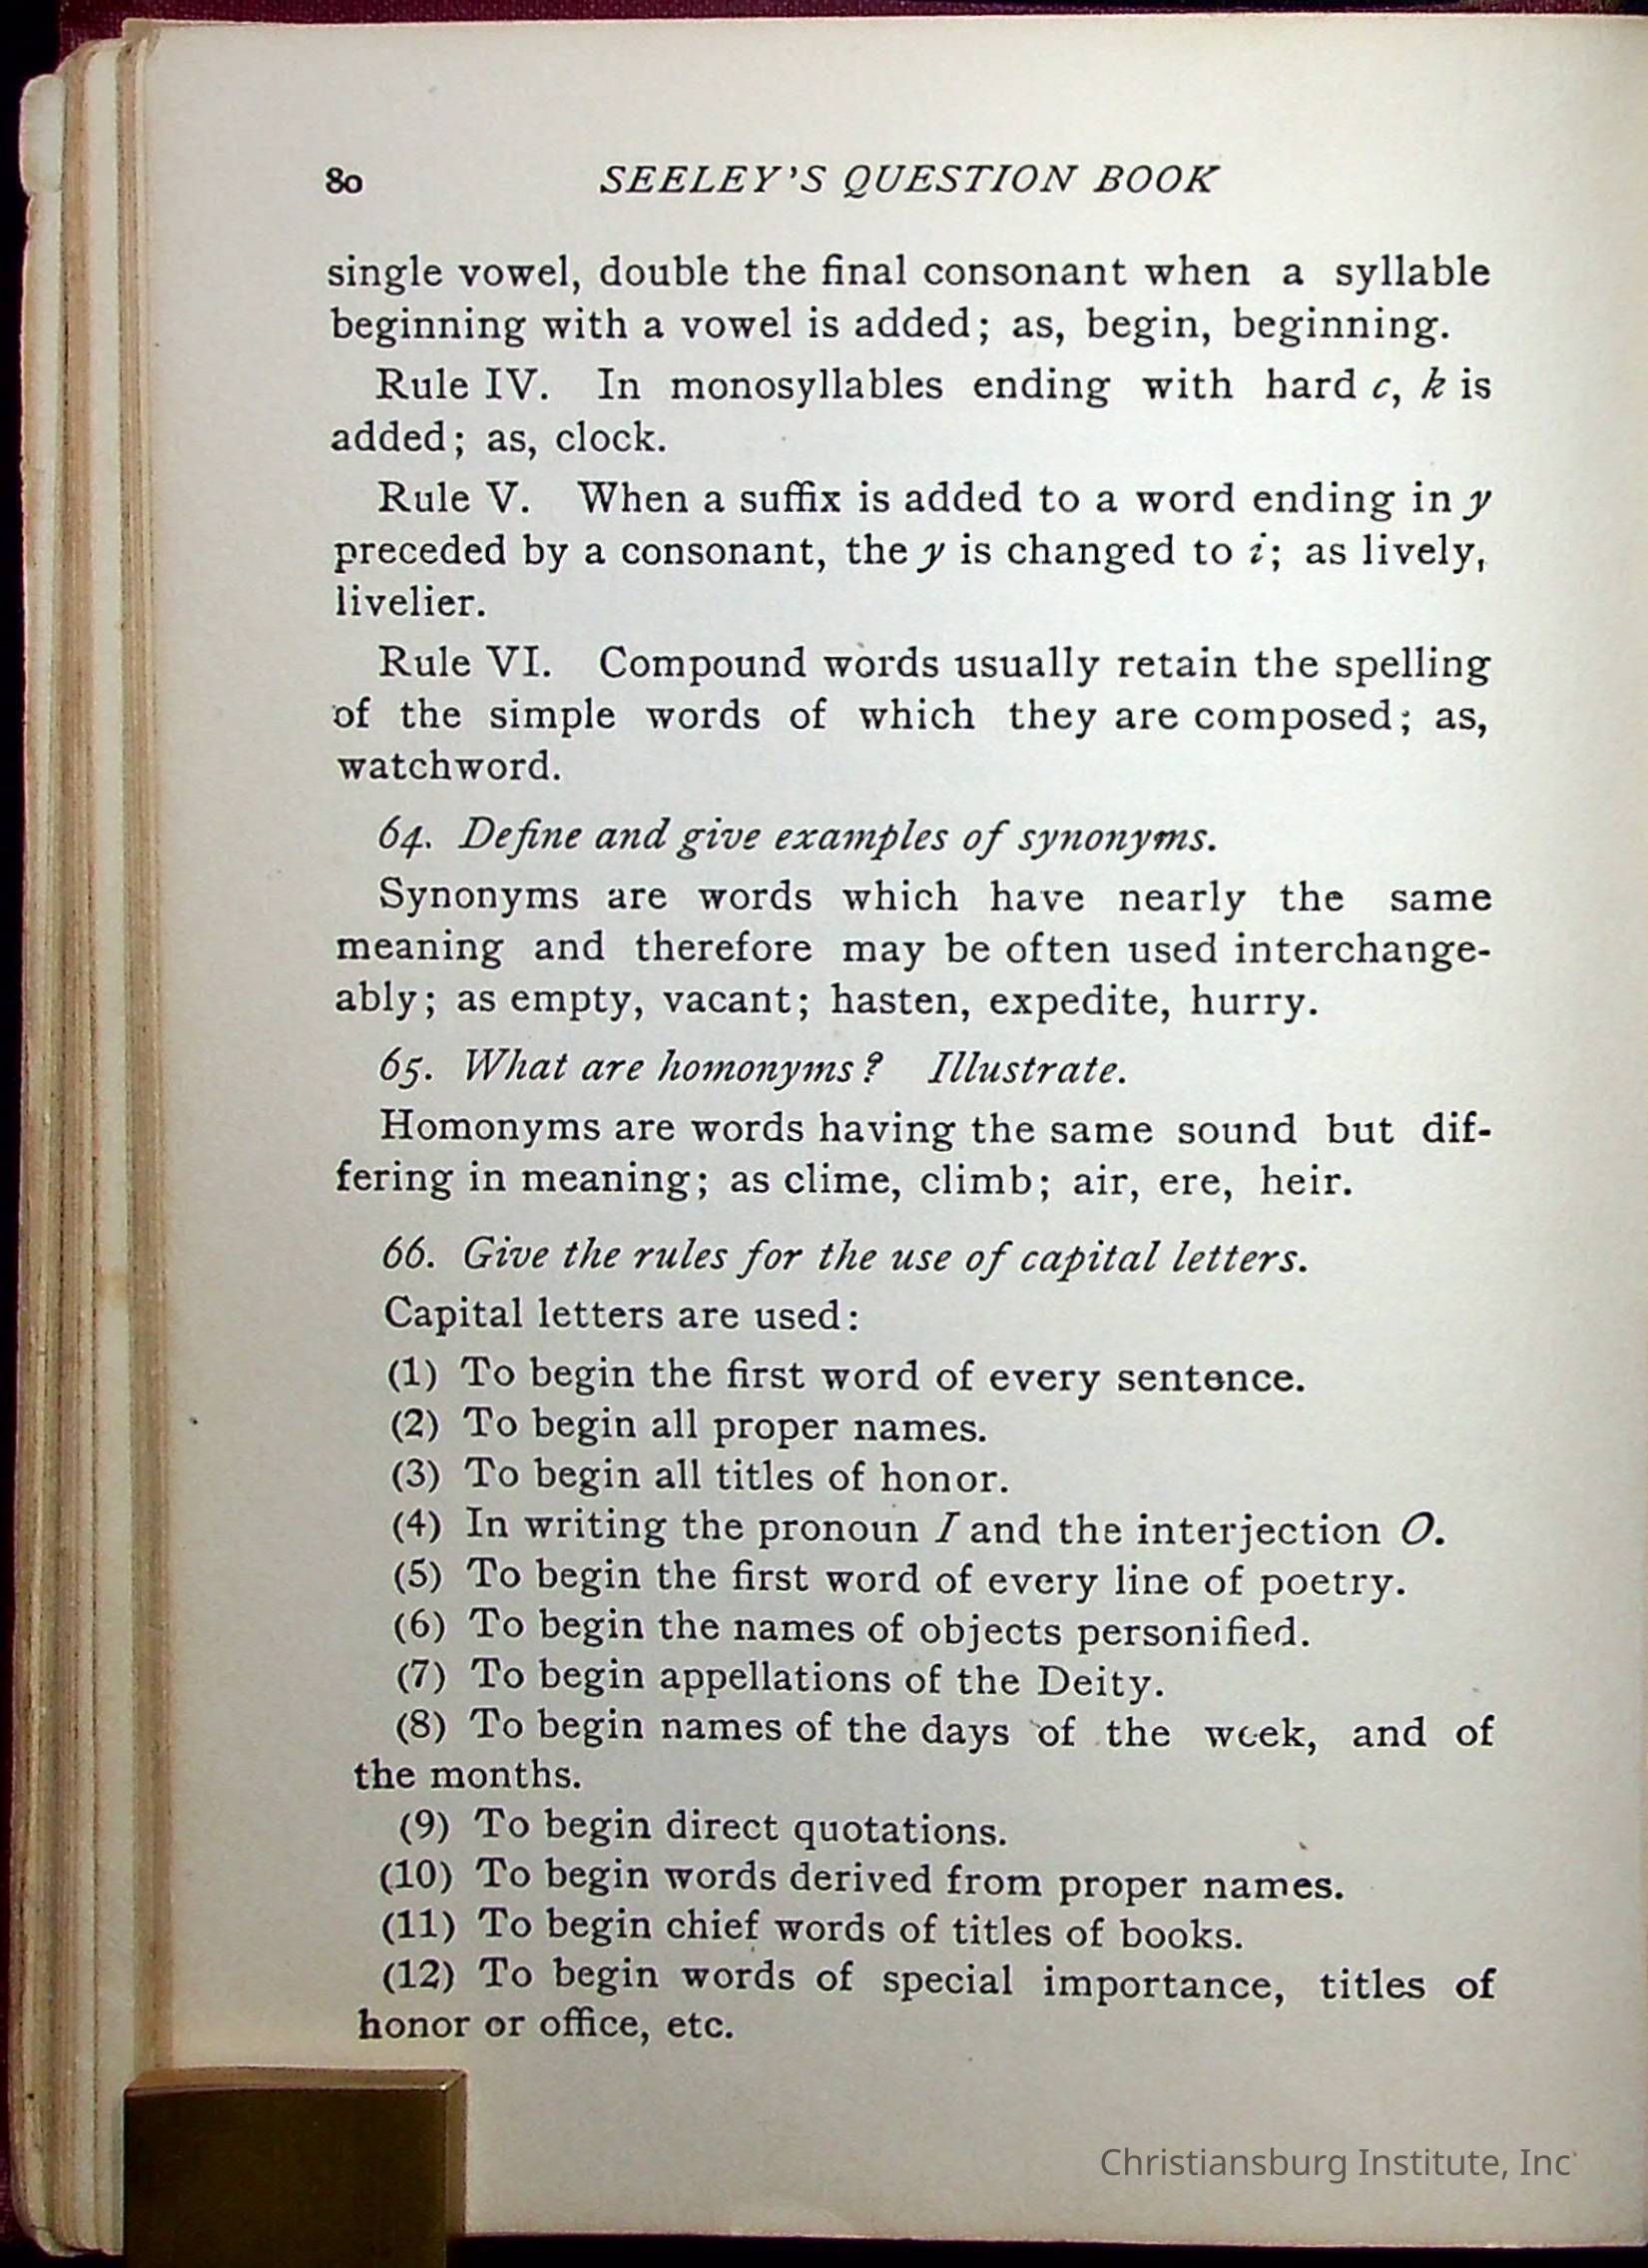 80 SEELEY'S QUESTION BOOK
single vowel, double the final consonant when a syllable
beginning with a vowel is added; as, begin, beginning.
Rule IV. In monosyllables ending with hard c, k is
added; as, clock.
Rule V. When a suffix is added to a word ending in y
preceded by a consonant, the y is changed to i; as lively,
livelier.
Rule VI. Compound words usually retain the spelling
of the simple words of which they are composed; as,
watchword.
64. Define and give examples of synonyms.
Synonyms are words which have nearly the same
meaning and therefore may be often used interchange-
ably; as empty, vacant; hasten, expedite, hurry.
65. What are homonyms? Illustrate.
Homonyms are words having the same sound but dif-
fering in meaning; as clime, climb; air, ere, heir.
66. Give the rules for the use of capital letters.
Capital letters are used:
(1) To begin the first word of every sentence.
(2) To begin all proper names.
(3) To begin all titles of honor.
(4) In writing the pronoun I and the interjection O.
(5) To begin the first word of every line of poetry.
(6) To begin the names of objects personified.
(7) To begin appellations of the Deity.
(8) To begin names of the days of the week, and of
the months.
(9) To begin direct quotations.
(10) To begin words derived from proper names.
(11) To begin chief words of titles of books.
(12) To begin words of special importance, titles of
honor or office, etc.
Christiansburg Institute, Inc